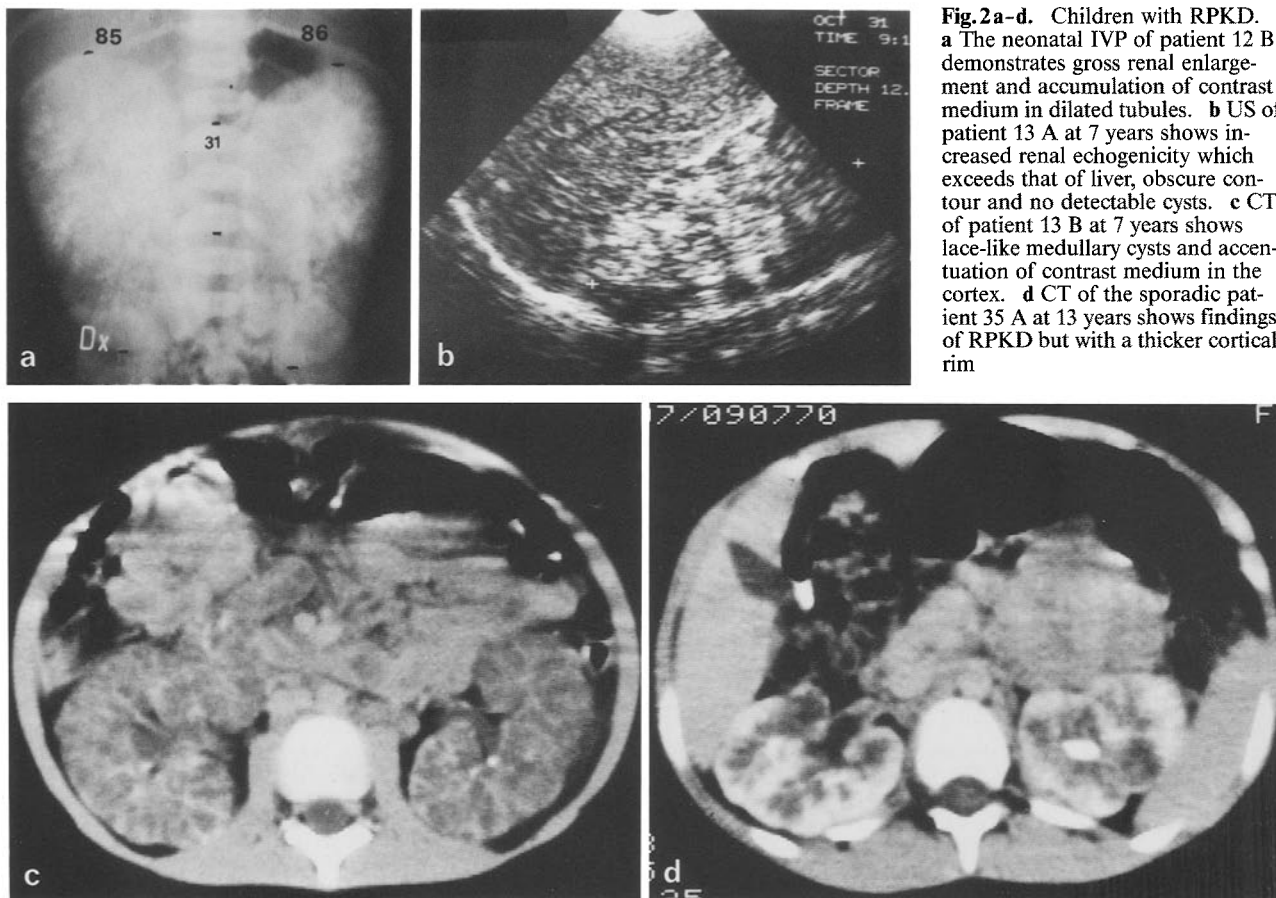 85
86
31
Dx
a
OCT 31
TIME 9:1
SECTOR
DEPTH 12.
FRAME
b
Fig. 2a–d. Children with RPKD.
a The neonatal IVP of patient 12 B
demonstrates gross renal enlarge-
ment and accumulation of contrast
medium in dilated tubules. b US of
patient 13 A at 7 years shows in-
creased renal echogenicity which
exceeds that of liver, obscure con-
tour and no detectable cysts. c CT
of patient 13 B at 7 years shows
lace-like medullary cysts and accen-
tuation of contrast medium in the
cortex. d CT of the sporadic pat-
ient 35 A at 13 years shows findings
of RPKD but with a thicker cortical
rim
c
7/090770
F
d